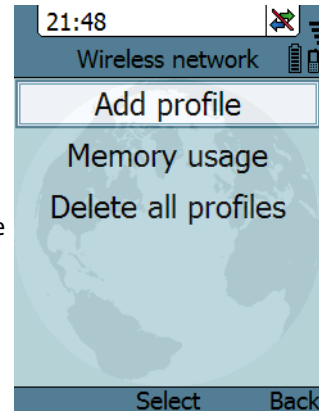 21:48
Wireless network
Add profile
Memory usage
Delete all profiles
e
Select Back